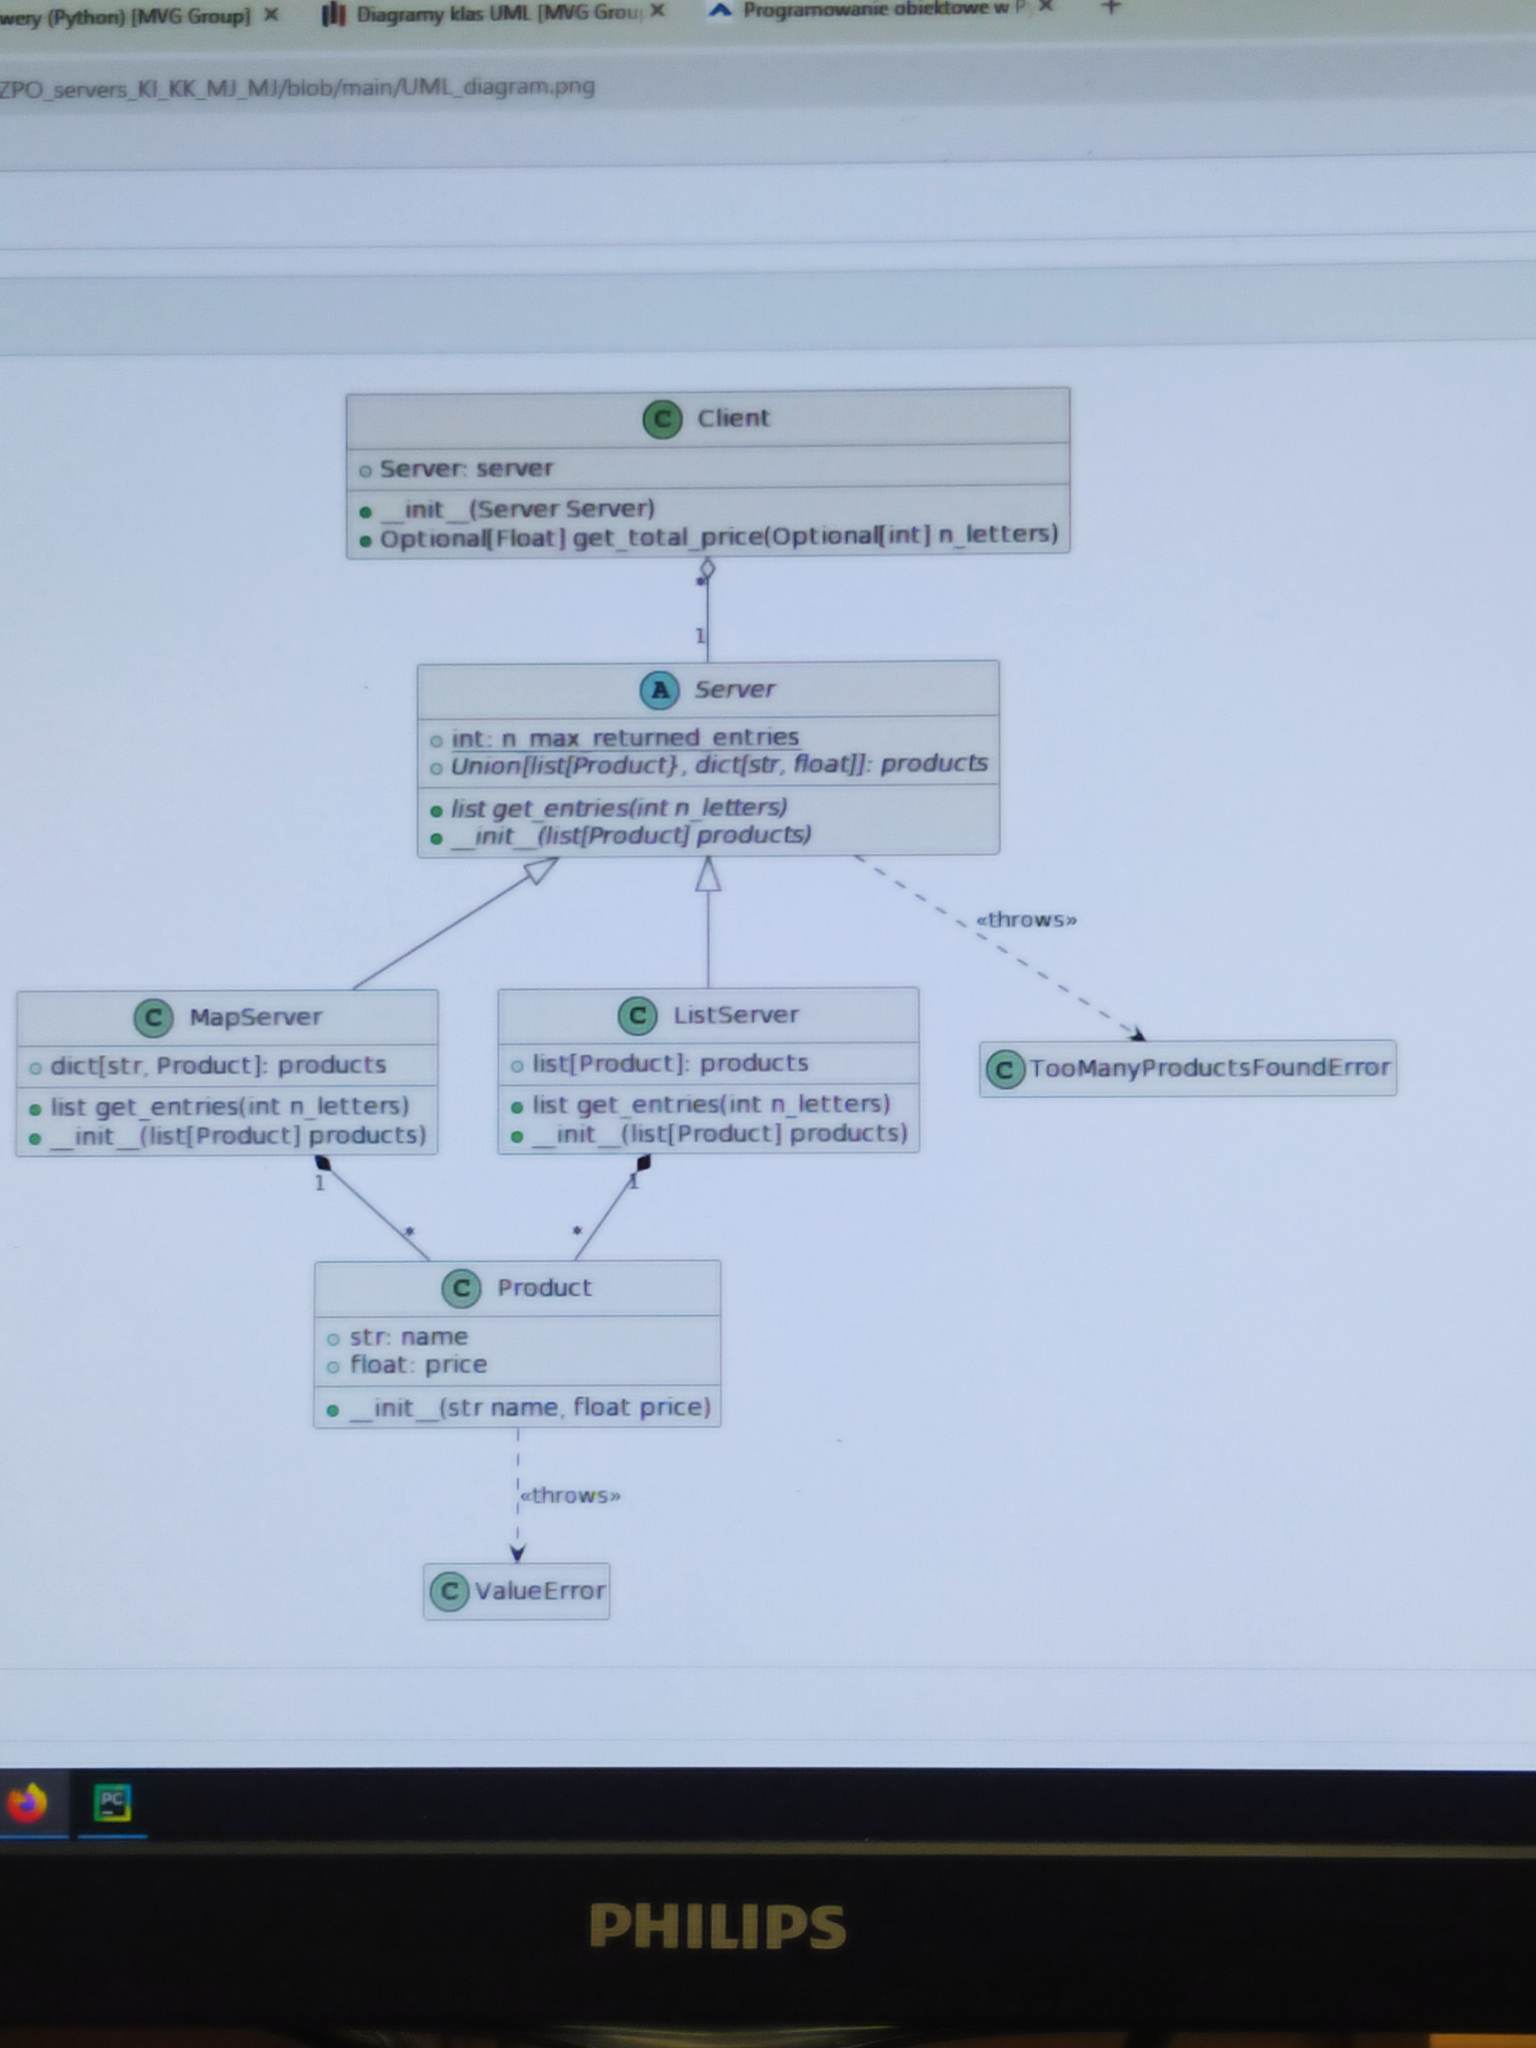 wery (Python) [MVG Group] × Diagramy klas UML [MVG Grou × Programowanie obiektowe w P × +
ZPO_servers_KI_KK_MJ_MJ/blob/main/UML_diagram.png
C Client
Server: server
__init__(Server Server)
Optional[Float] get_total_price(Optional[int] n_letters)
*
1
A Server
int: n_max_returned_entries
Union[list[Product}, dict[str, float]]: products
list get_entries(int n_letters)
__init__(list[Product] products)
«throws»
C MapServer
dict[str, Product]: products
list get_entries(int n_letters)
__init__(list[Product] products)
C ListServer
list[Product]: products
list get_entries(int n_letters)
__init__(list[Product] products)
C TooManyProductsFoundError
1
1
*
*
C Product
str: name
float: price
__init__(str name, float price)
«throws»
C ValueError
PC
PHILIPS